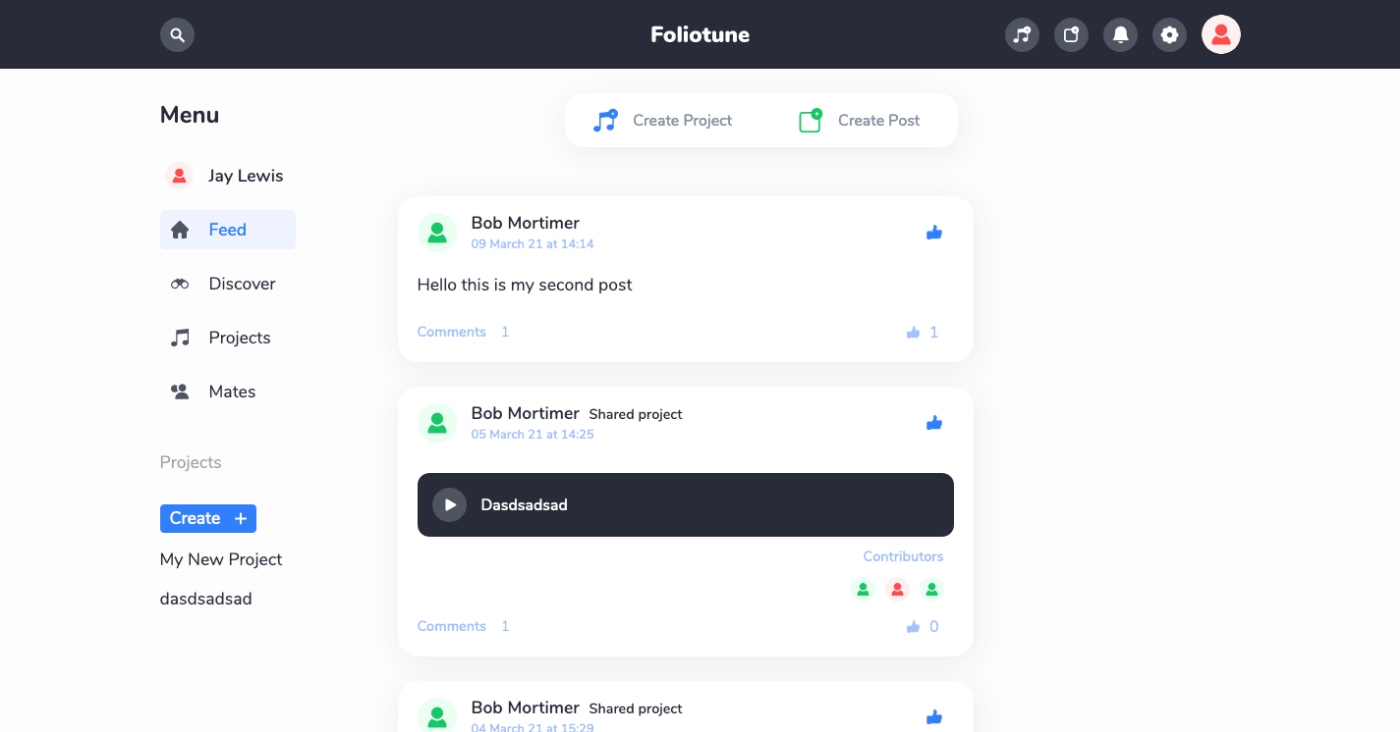 Foliotune
Menu
Jay Lewis
Feed
Discover
Projects
Mates
Projects
Create +
My New Project
dasdsadsad
Create Project
Create Post
Bob Mortimer
09 March 21 at 14:14
Hello this is my second post
Comments 1
1
Bob Mortimer Shared project
05 March 21 at 14:25
Dasdsadsad
Contributors
Comments 1
0
Bob Mortimer Shared project
04 March 21 at 15:29